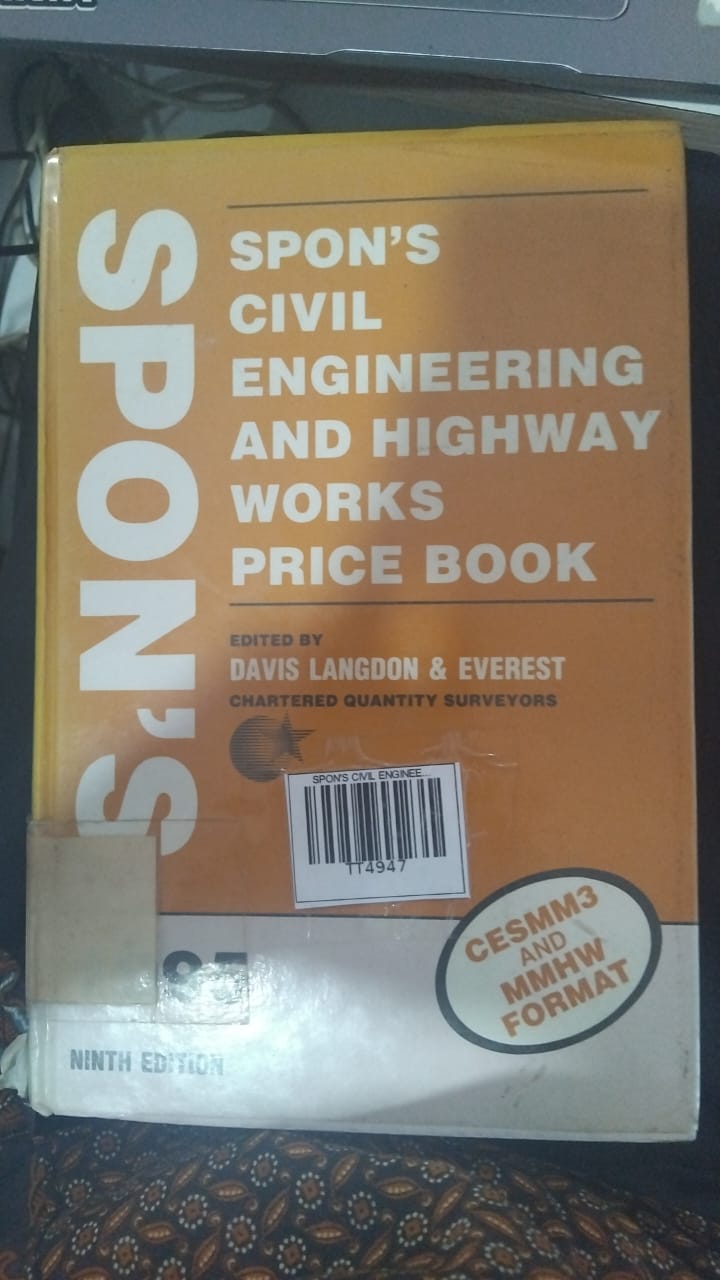 SPON'S
SPON'S
CIVIL
ENGINEERING
AND HIGHWAY
WORKS
PRICE BOOK
EDITED BY
DAVIS LANGDON & EVEREST
CHARTERED QUANTITY SURVEYORS
SPON'S CIVIL ENGINEE...
TT4947
CESMM3
AND
MMHW
FORMAT
NINTH EDITION